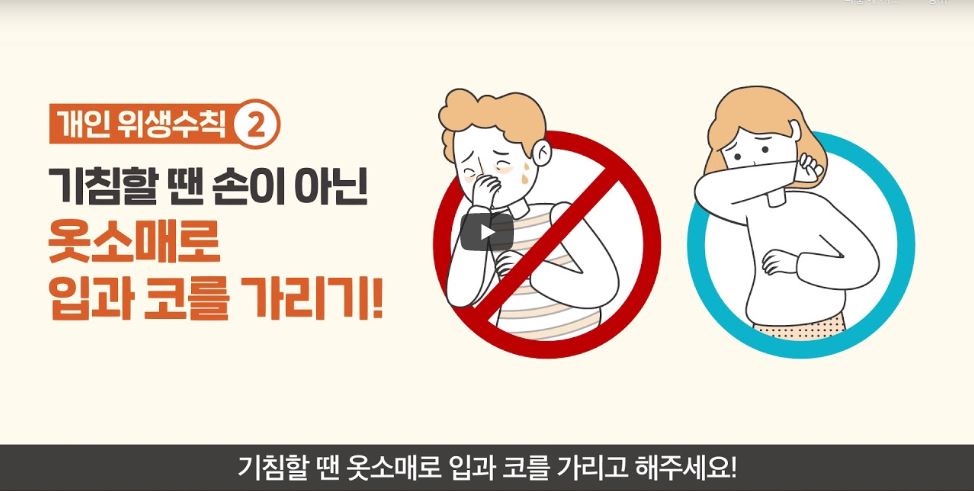 개인 위생수칙 2
기침할 땐 손이 아닌
옷소매로
입과 코를 가리기!
기침할 땐 옷소매로 입과 코를 가리고 해주세요!